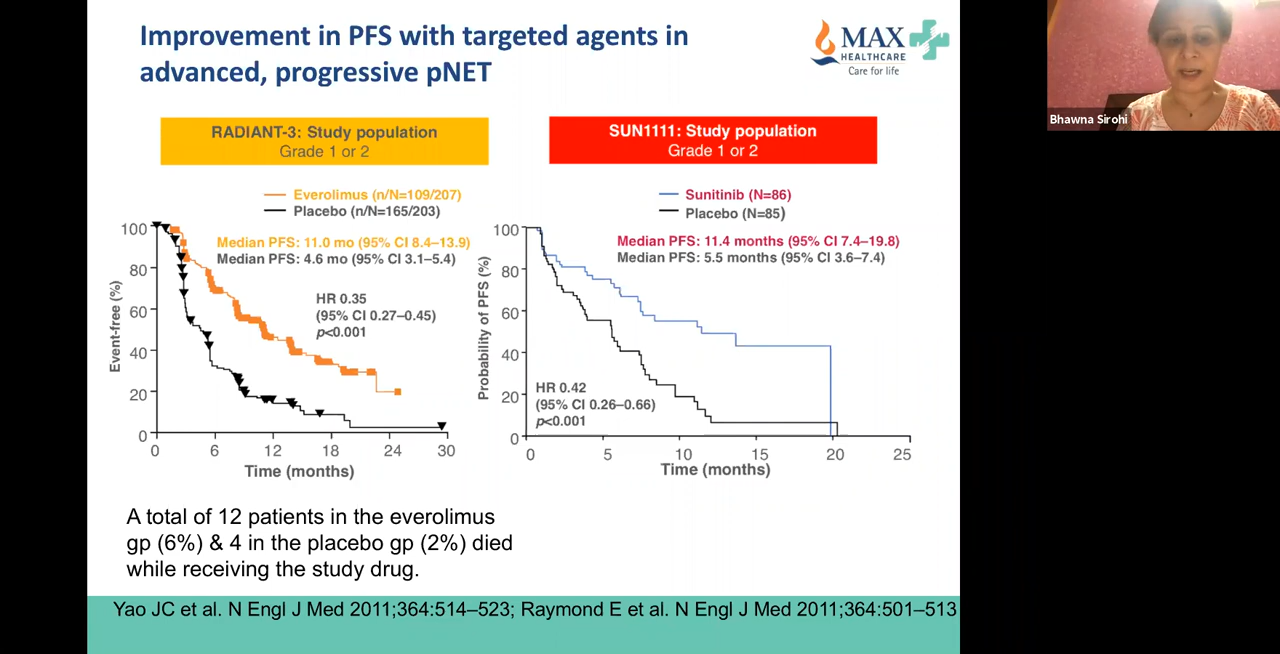 Improvement in PFS with targeted agents in
advanced, progressive pNET
MAX
HEALTHCARE
Care for life
Bhawna Sirohi
RADIANT-3: Study population
Grade 1 or 2
SUN1111: Study population
Grade 1 or 2
Everolimus (n/N=109/207)
Placebo (n/N=165/203)
Median PFS: 11.0 mo (95% CI 8.4–13.9)
Median PFS: 4.6 mo (95% CI 3.1–5.4)
HR 0.35
(95% CI 0.27–0.45)
p<0.001
Event-free (%)
100
80
60
40
20
0
0 6 12 18 24 30
Time (months)
Sunitinib (N=86)
Placebo (N=85)
Median PFS: 11.4 months (95% CI 7.4–19.8)
Median PFS: 5.5 months (95% CI 3.6–7.4)
HR 0.42
(95% CI 0.26–0.66)
p<0.001
Probability of PFS (%)
100
80
60
40
20
0
0 5 10 15 20 25
Time (months)
A total of 12 patients in the everolimus
gp (6%) & 4 in the placebo gp (2%) died
while receiving the study drug.
Yao JC et al. N Engl J Med 2011;364:514–523; Raymond E et al. N Engl J Med 2011;364:501–513